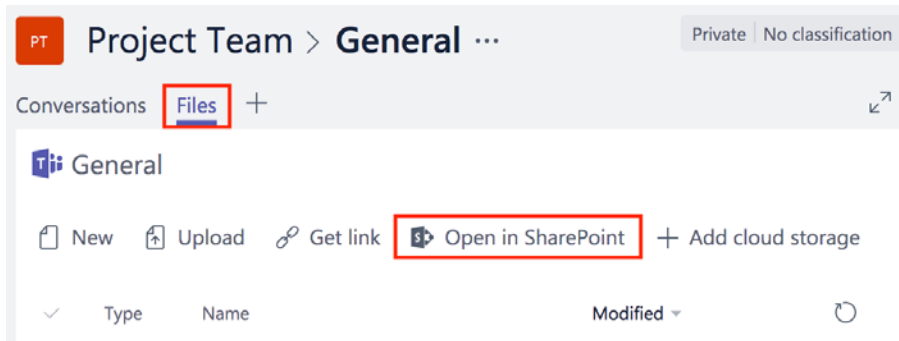 PT Project Team > General ···
Private No classification
Conversations Files +
General
New Upload Get link Open in SharePoint + Add cloud storage
Type Name Modified